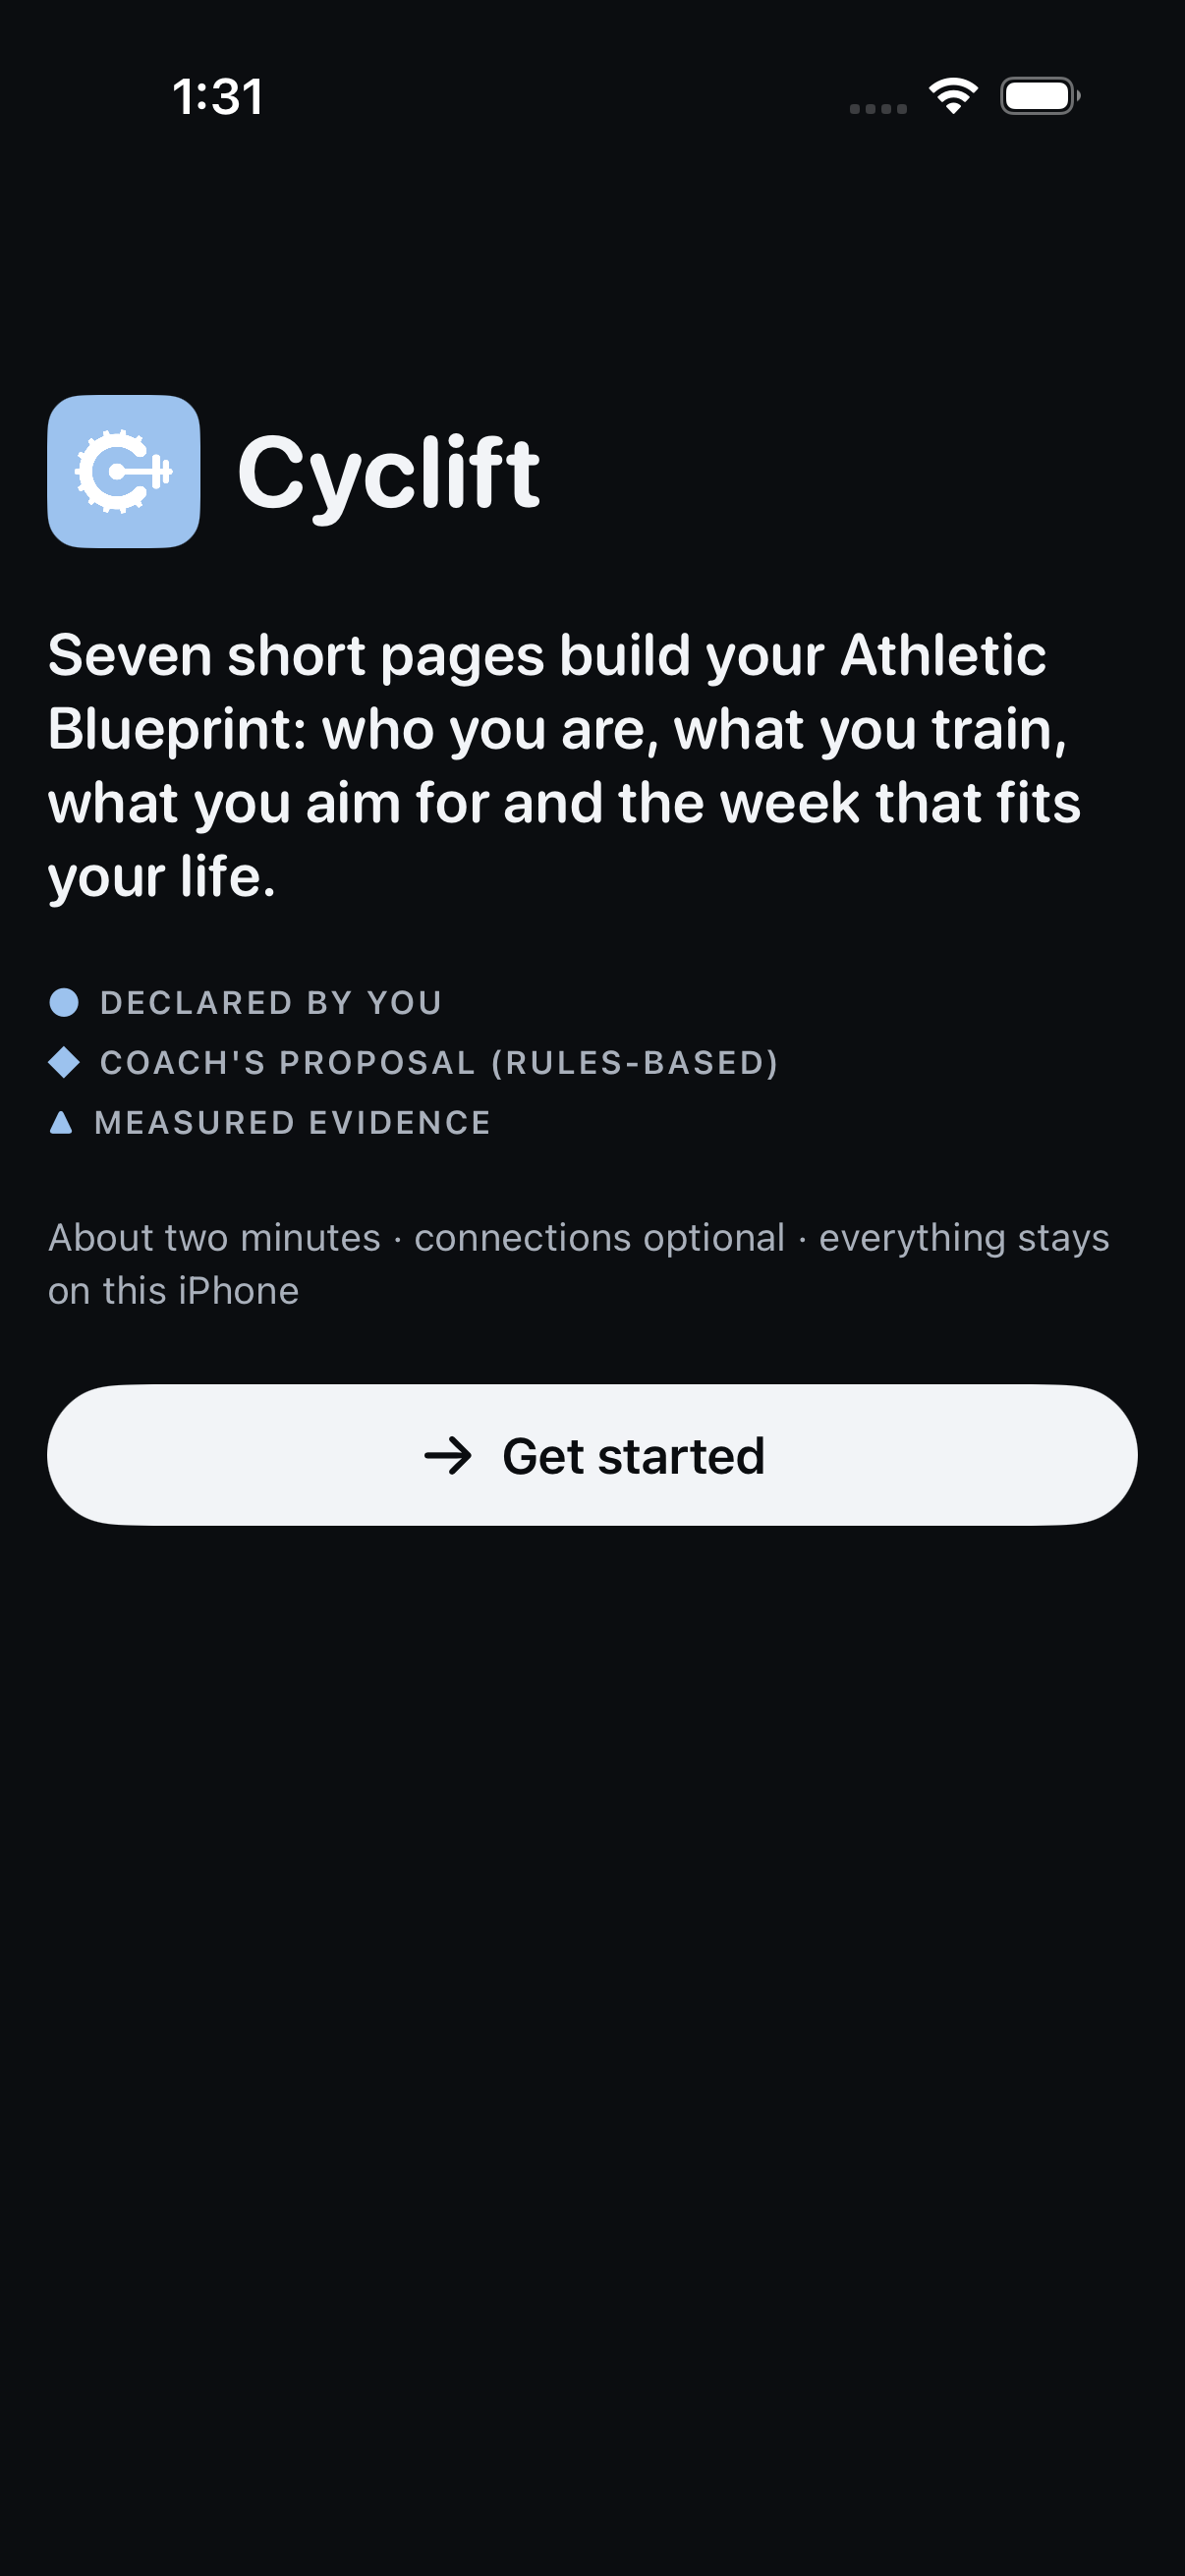 1:31
Cyclift
Seven short pages build your Athletic
Blueprint: who you are, what you train,
what you aim for and the week that fits
your life.
DECLARED BY YOU
COACH'S PROPOSAL (RULES-BASED)
MEASURED EVIDENCE
About two minutes · connections optional · everything stays
on this iPhone
Get started